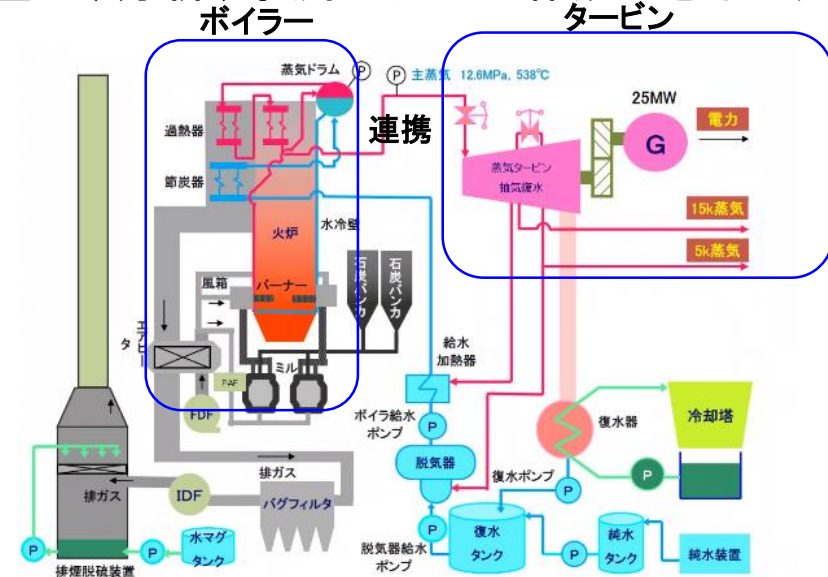 ボイラー
タービン
蒸気ドラム
P
P
主蒸気 12.6MPa, 538℃
過熱器
連携
25MW
G
電力
蒸気タービン
抽気復水
節炭器
水冷壁
15k蒸気
火炉
5k蒸気
風箱
バーナー
石炭バンカ
石炭バンカ
エアヒータ
ミル
PAF
FDF
給水
加熱器
ボイラ給水
ポンプ
P
復水器
冷却塔
脱気器
P
排ガス
復水ポンプ
P
排ガス
IDF
バグフィルタ
P
P
水マグ
タンク
脱気器給水
ポンプ
P
復水
タンク
P
純水
タンク
純水装置
排煙脱硫装置